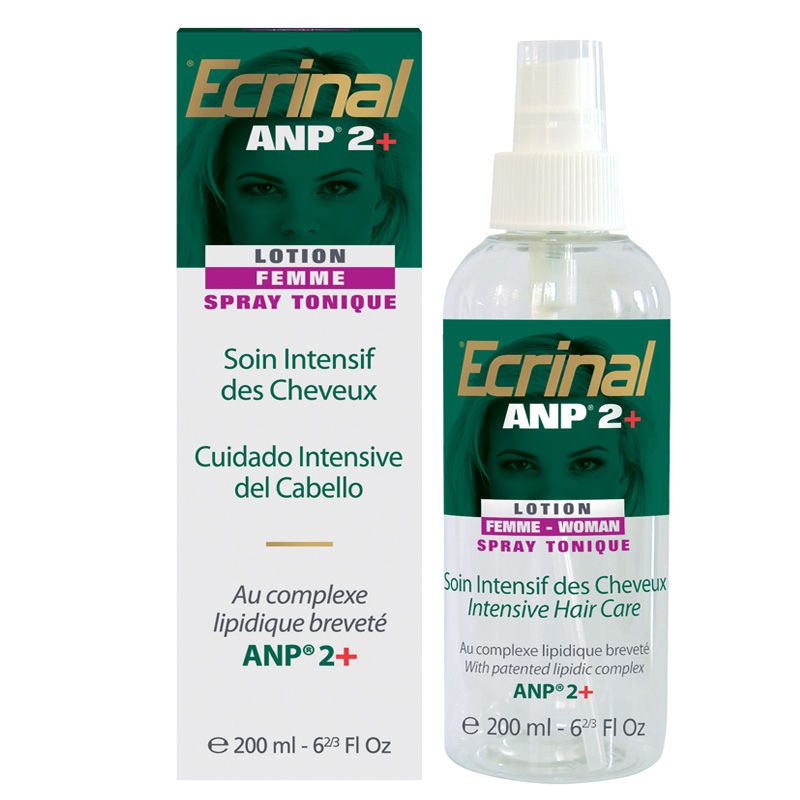 ®Ecrinal
ANP® 2+
LOTION
FEMME
SPRAY TONIQUE
Soin Intensif
des Cheveux
Cuidado Intensive
del Cabello
Au complexe
lipidique breveté
ANP® 2+
℮ 200 ml - 6 2/3 Fl Oz
®Ecrinal
ANP® 2+
LOTION
FEMME - WOMAN
SPRAY TONIQUE
Soin Intensif des Cheveux
Intensive Hair Care
Au complexe lipidique breveté
With patented lipidic complex
ANP® 2+
℮ 200 ml - 6 2/3 Fl Oz